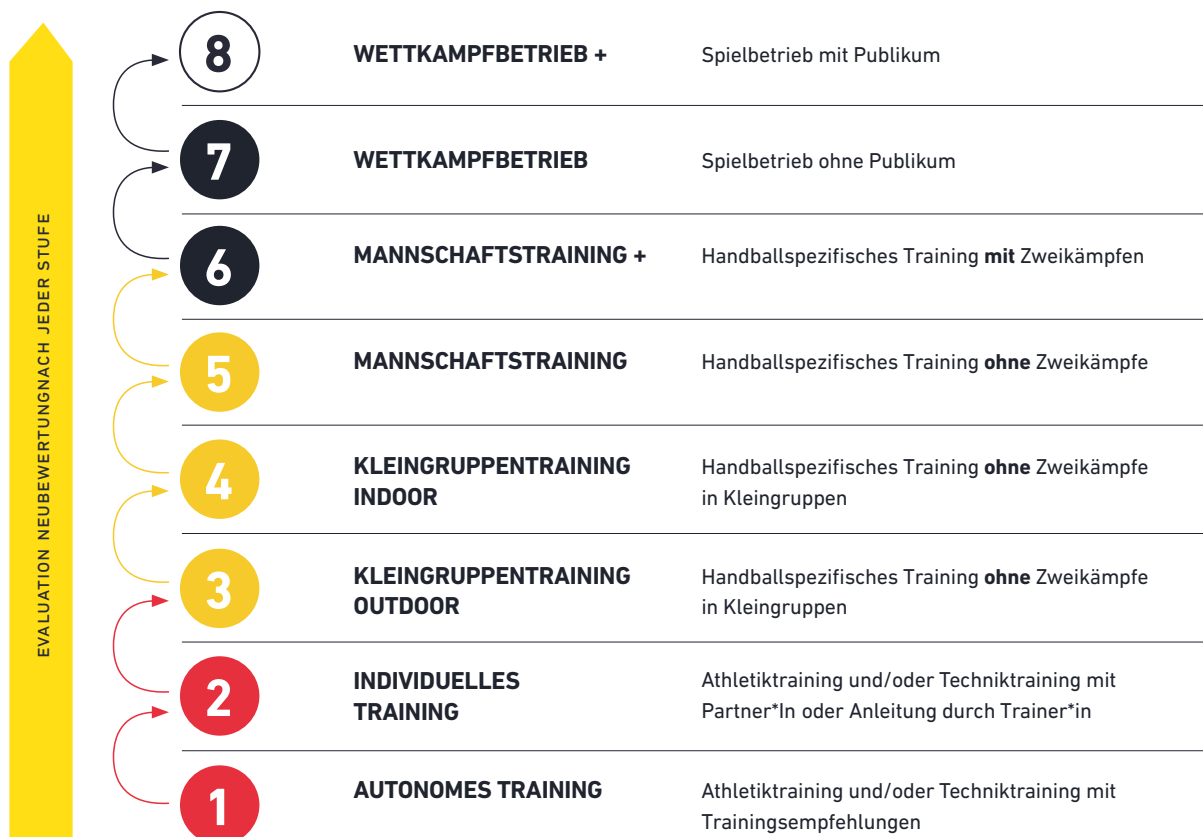 EVALUATION NEUBEWERTUNGNACH JEDER STUFE
8
WETTKAMPFBETRIEB +
Spielbetrieb mit Publikum
7
WETTKAMPFBETRIEB
Spielbetrieb ohne Publikum
6
MANNSCHAFTSTRAINING +
Handballspezifisches Training mit Zweikämpfen
5
MANNSCHAFTSTRAINING
Handballspezifisches Training ohne Zweikämpfe
4
KLEINGRUPPENTRAINING
INDOOR
Handballspezifisches Training ohne Zweikämpfe
in Kleingruppen
3
KLEINGRUPPENTRAINING
OUTDOOR
Handballspezifisches Training ohne Zweikämpfe
in Kleingruppen
2
INDIVIDUELLES
TRAINING
Athletiktraining und/oder Techniktraining mit
Partner*In oder Anleitung durch Trainer*in
1
AUTONOMES TRAINING
Athletiktraining und/oder Techniktraining mit
Trainingsempfehlungen